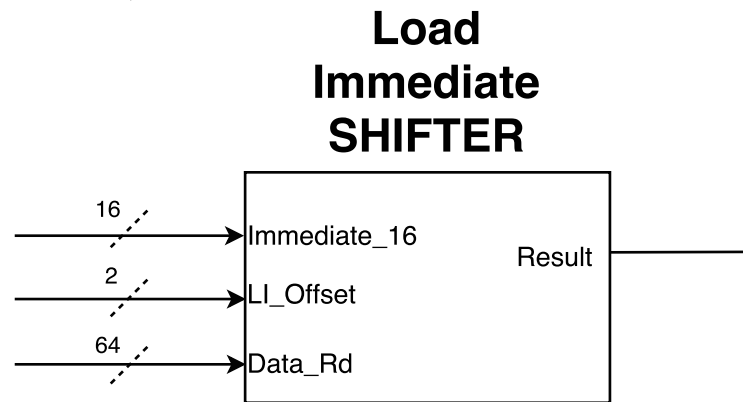 Load
Immediate
SHIFTER
16
Immediate_16
Result
2
LI_Offset
64
Data_Rd